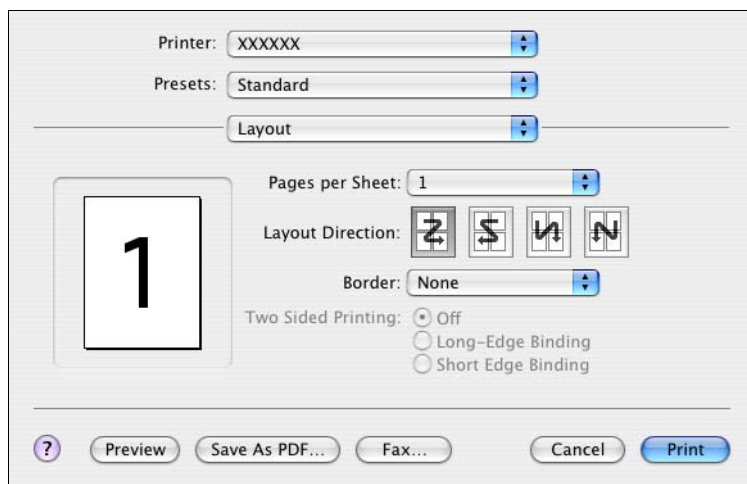 Printer: XXXXXX
Presets: Standard
Layout
Pages per Sheet: 1
1
Layout Direction:
Border: None
Two Sided Printing: Off
Long-Edge Binding
Short Edge Binding
? Preview Save As PDF... Fax... Cancel Print